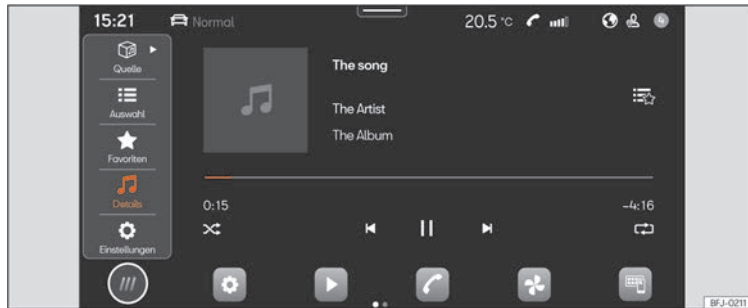 15:21 Normal 20.5 °C 4
Quelle
Auswahl
Favoriten
Details
Einstellungen
The song
The Artist
The Album
0:15 -4:16
BFJ-0211